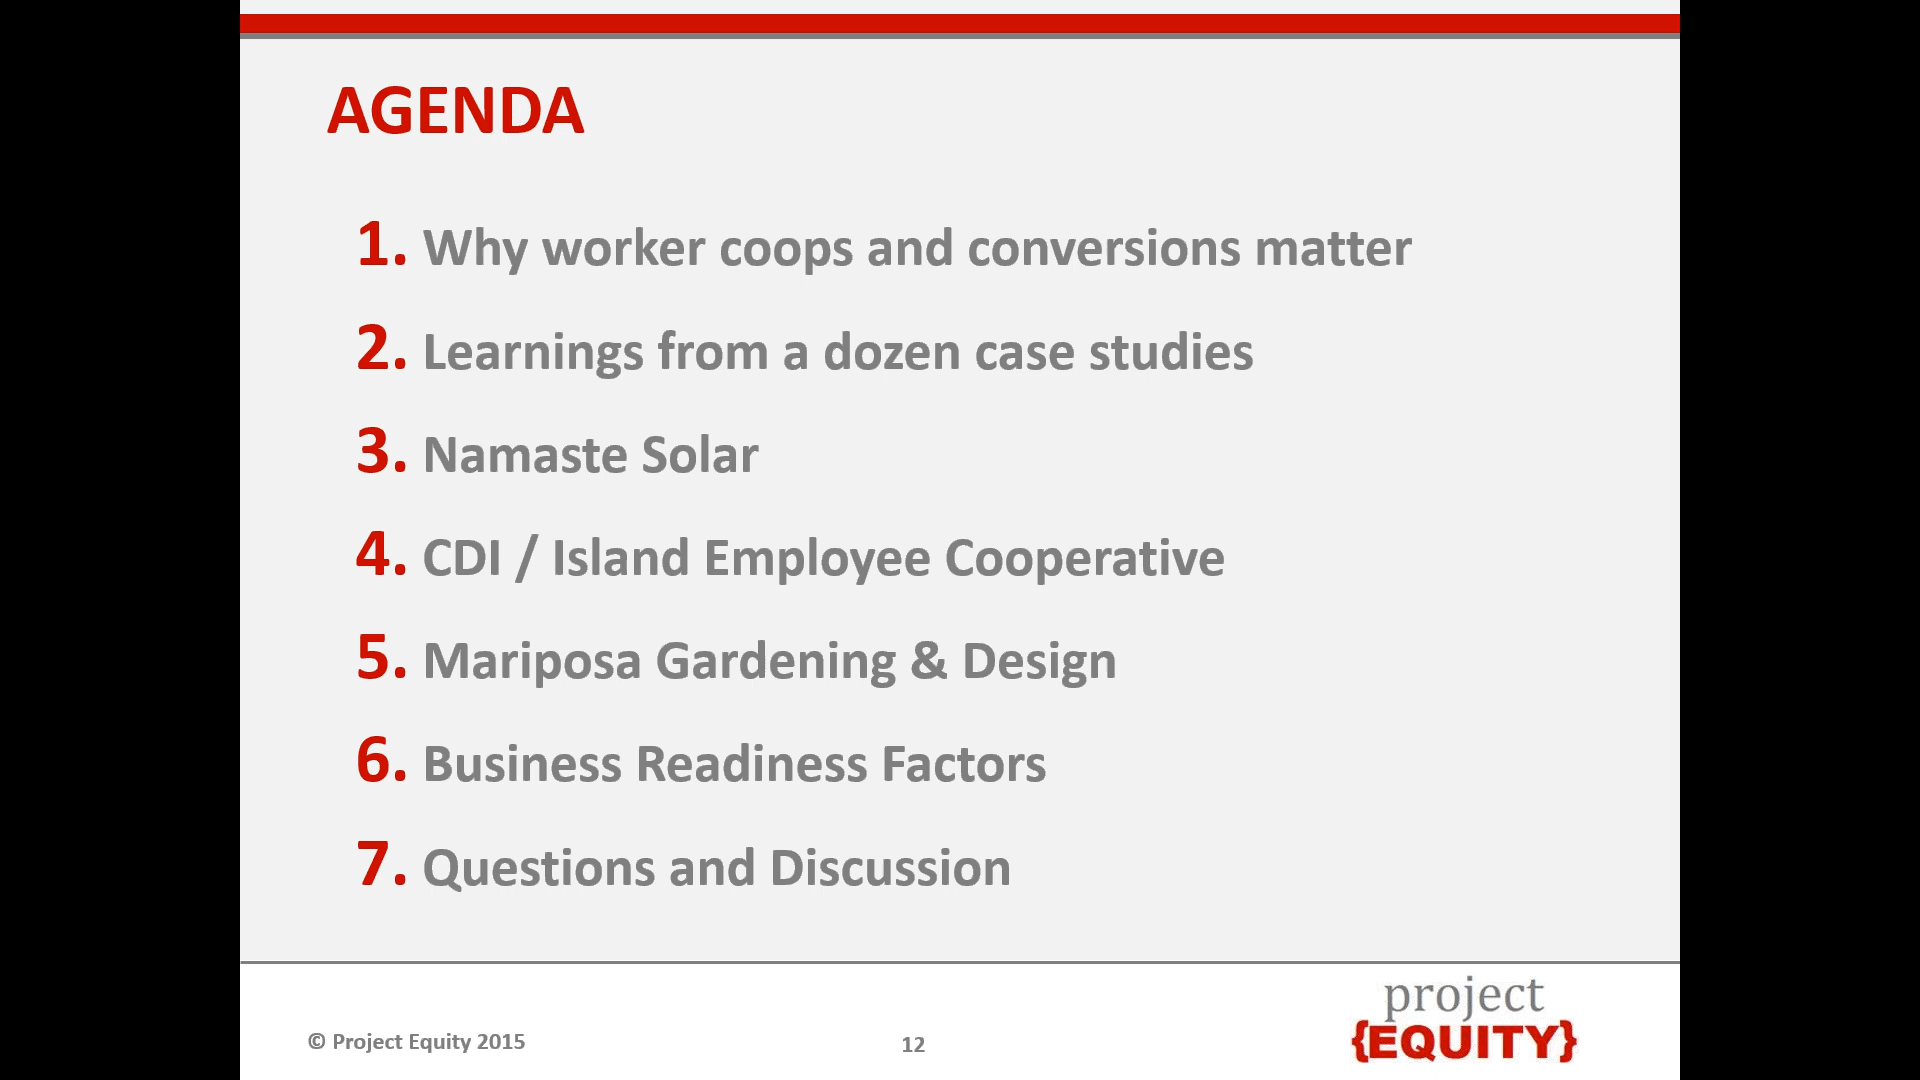 AGENDA
1. Why worker coops and conversions matter
2. Learnings from a dozen case studies
3. Namaste Solar
4. CDI / Island Employee Cooperative
5. Mariposa Gardening & Design
6. Business Readiness Factors
7. Questions and Discussion
© Project Equity 2015
12
project
{EQUITY}